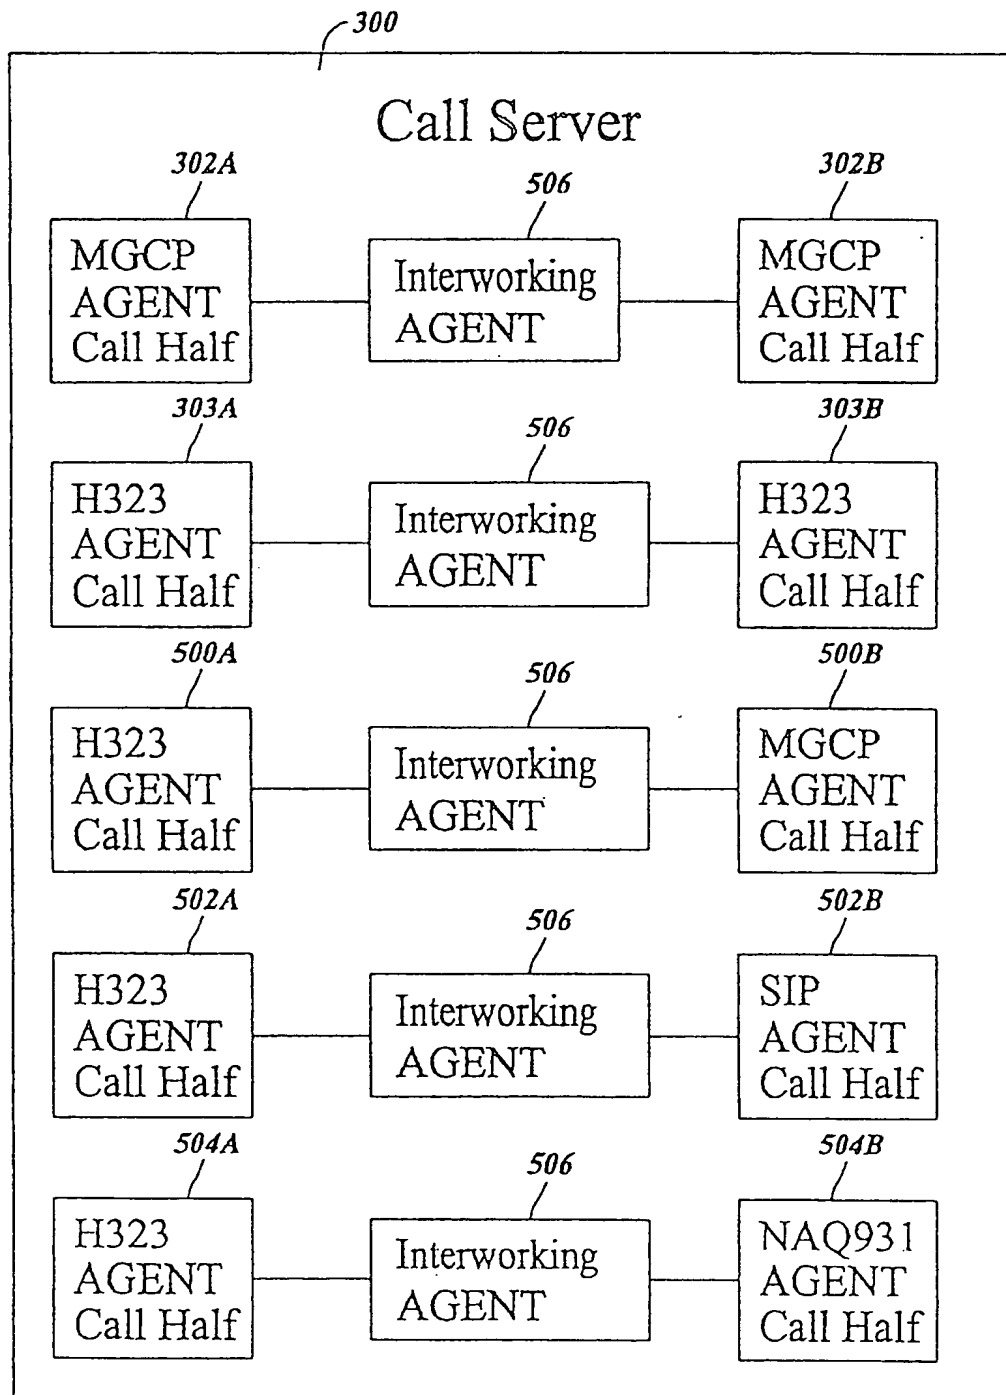 300
Call Server
302A 506 302B
MGCP Interworking MGCP
AGENT AGENT AGENT
Call Half Call Half
303A 506 303B
H323 Interworking H323
AGENT AGENT AGENT
Call Half Call Half
500A 506 500B
H323 Interworking MGCP
AGENT AGENT AGENT
Call Half Call Half
502A 506 502B
H323 Interworking SIP
AGENT AGENT AGENT
Call Half Call Half
504A 506 504B
H323 Interworking NAQ931
AGENT AGENT AGENT
Call Half Call Half